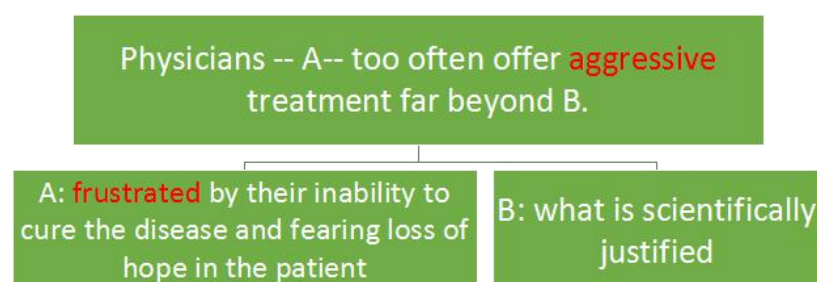 Physicians -- A-- too often offer aggressive
treatment far beyond B.
A: frustrated by their inability to
cure the disease and fearing loss of
hope in the patient
B: what is scientifically
justified